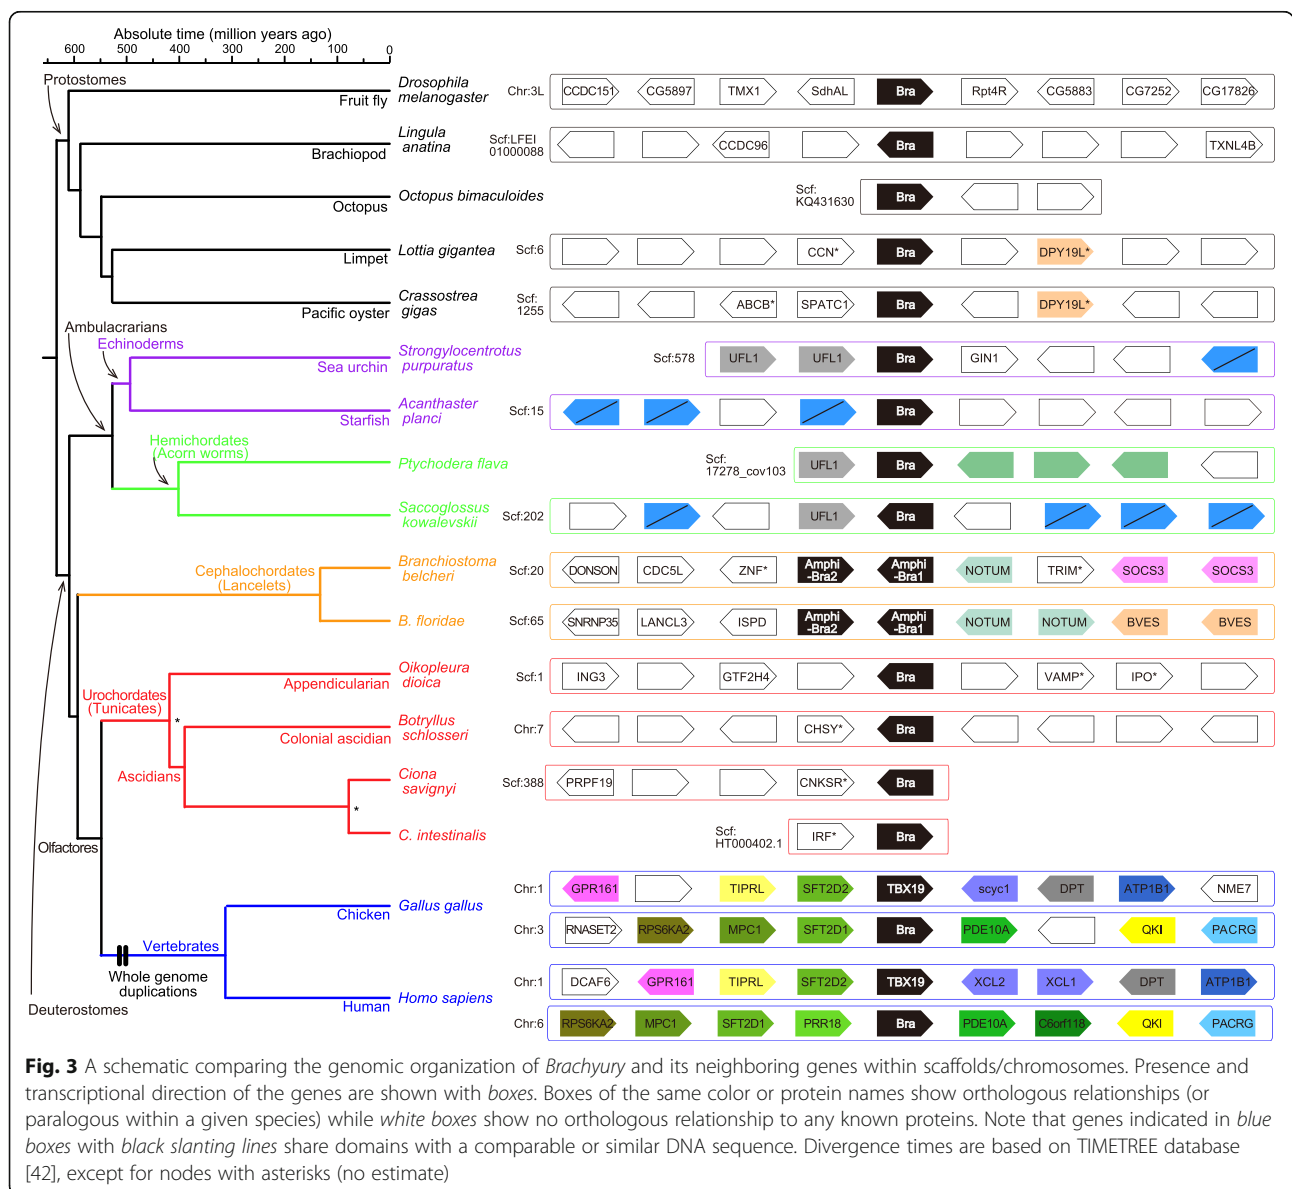 Absolute time (million years ago)
600 500 400 300 200 100 0
Protostomes
Fruit fly Drosophila melanogaster Chr:3L CCDC151 CG5897 TMX1 SdhAL Bra Rpt4R CG5883 CG7252 CG17826
Brachiopod Lingula anatina Scf:LFEI 01000088 CCDC96 Bra TXNL4B
Octopus Octopus bimaculoides Scf: KQ431630 Bra
Limpet Lottia gigantea Scf:6 CCN* Bra DPY19L*
Pacific oyster Crassostrea gigas Scf: 1255 ABCB* SPATC1 Bra DPY19L*
Ambulacrarians
Echinoderms
Sea urchin Strongylocentrotus purpuratus Scf:578 UFL1 UFL1 Bra GIN1
Starfish Acanthaster planci Scf:15 Bra
Hemichordates
(Acorn worms)
Ptychodera flava Scf: 17278_cov103 UFL1 Bra
Saccoglossus kowalevskii Scf:202 UFL1 Bra
Cephalochordates
(Lancelets)
Branchiostoma belcheri Scf:20 DONSON CDC5L ZNF* Amphi-Bra2 Amphi-Bra1 NOTUM TRIM* SOCS3 SOCS3
B. floridae Scf:65 SNRNP35 LANCL3 ISPD Amphi-Bra2 Amphi-Bra1 NOTUM NOTUM BVES BVES
Urochordates
(Tunicates)
*
Appendicularian Oikopleura dioica Scf:1 ING3 GTF2H4 Bra VAMP* IPO*
Colonial ascidian Botryllus schlosseri Chr:7 CHSY* Bra
Ascidians
*
Ciona savignyi Scf:388 PRPF19 CNKSR* Bra
C. intestinalis Scf: HT000402.1 IRF* Bra
Olfactores
Chr:1 GPR161 TIPRL SFT2D2 TBX19 scyc1 DPT ATP1B1 NME7
Chicken Gallus gallus
Chr:3 RNASET2 RPS6KA2 MPC1 SFT2D1 Bra PDE10A QKI PACRG
Vertebrates
Whole genome
duplications
Chr:1 DCAF6 GPR161 TIPRL SFT2D2 TBX19 XCL2 XCL1 DPT ATP1B1
Human Homo sapiens
Deuterostomes
Chr:6 RPS6KA2 MPC1 SFT2D1 PRR18 Bra PDE10A C6orf118 QKI PACRG
Fig. 3 A schematic comparing the genomic organization of Brachyury and its neighboring genes within scaffolds/chromosomes. Presence and
transcriptional direction of the genes are shown with boxes. Boxes of the same color or protein names show orthologous relationships (or
paralogous within a given species) while white boxes show no orthologous relationship to any known proteins. Note that genes indicated in blue
boxes with black slanting lines share domains with a comparable or similar DNA sequence. Divergence times are based on TIMETREE database
[42], except for nodes with asterisks (no estimate)